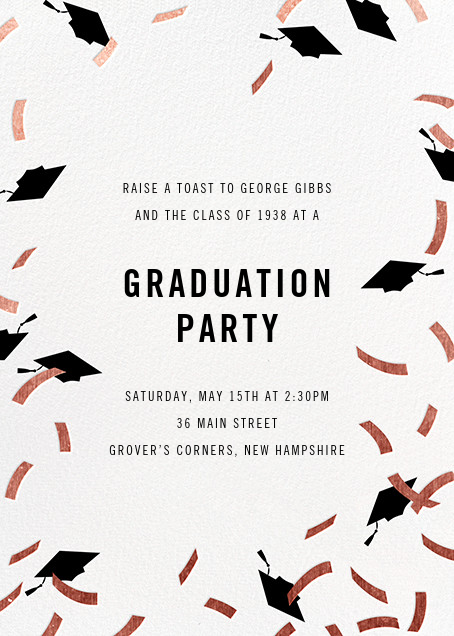 RAISE A TOAST TO GEORGE GIBBS
AND THE CLASS OF 1938 AT A
GRADUATION
PARTY
SATURDAY, MAY 15TH AT 2:30PM
36 MAIN STREET
GROVER'S CORNERS, NEW HAMPSHIRE